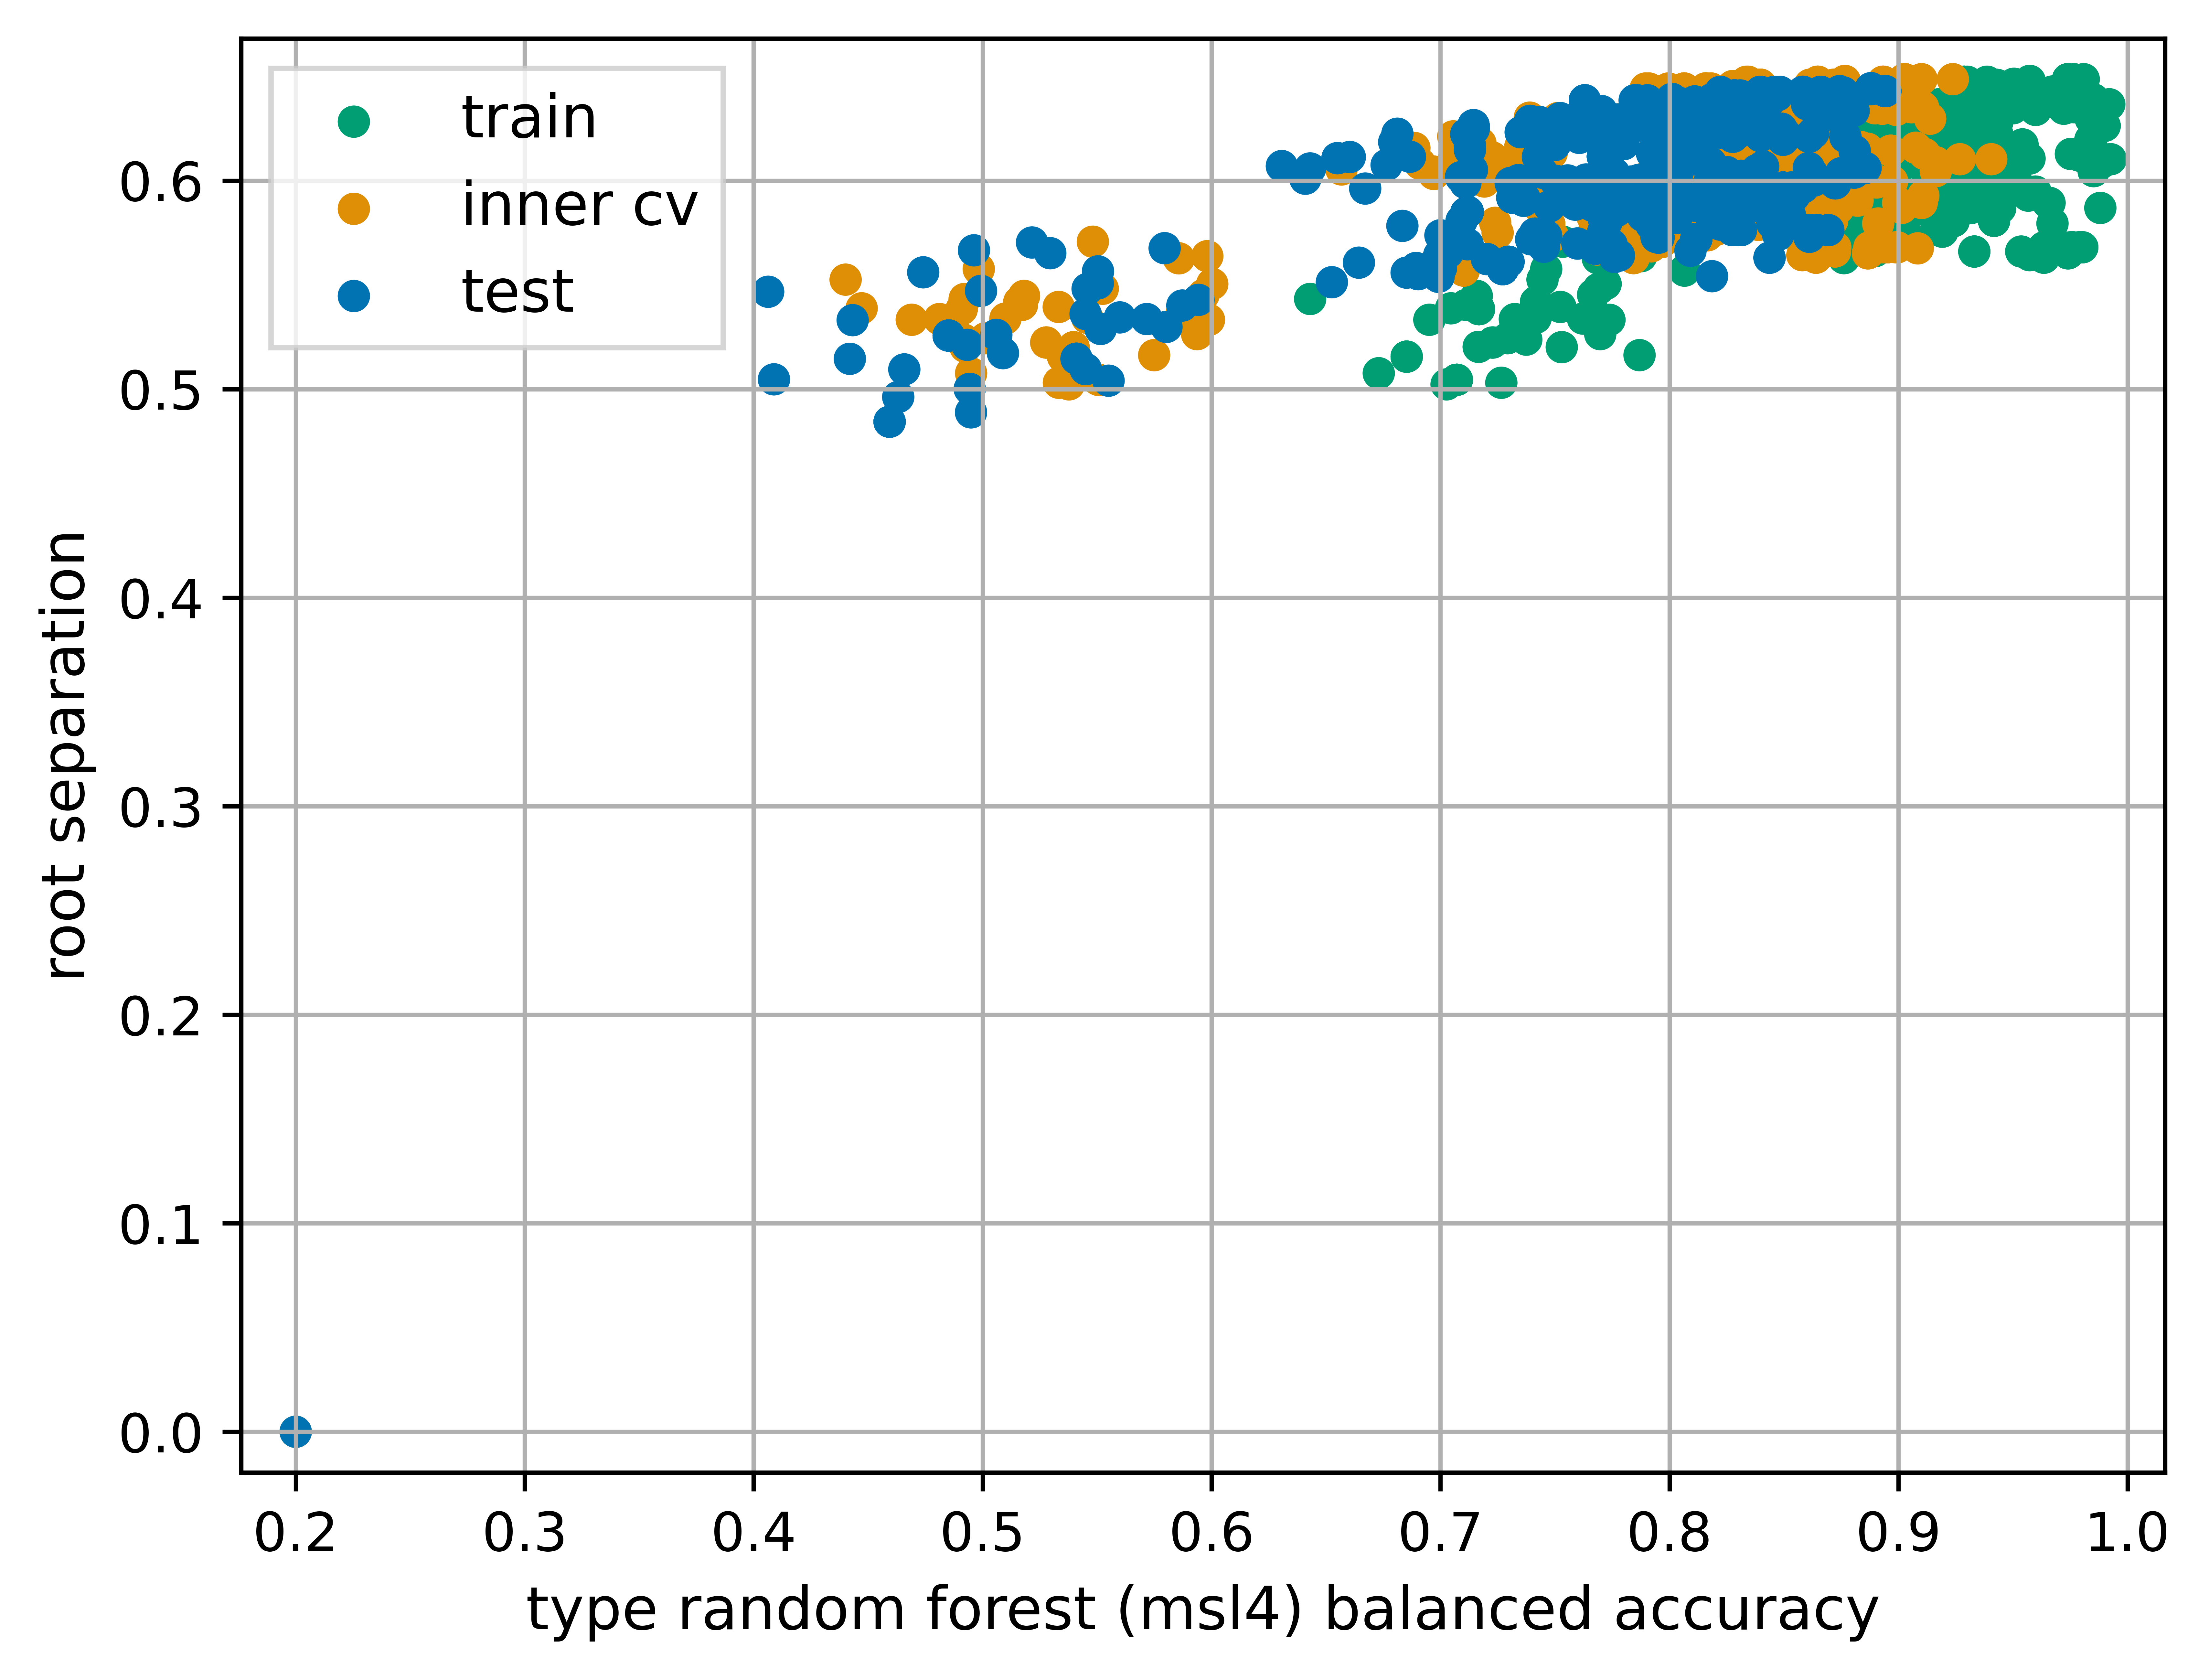 train
inner cv
test
0.6
0.5
0.4
0.3
0.2
0.1
0.0
root separation
0.2 0.3 0.4 0.5 0.6 0.7 0.8 0.9 1.0
type random forest (msl4) balanced accuracy